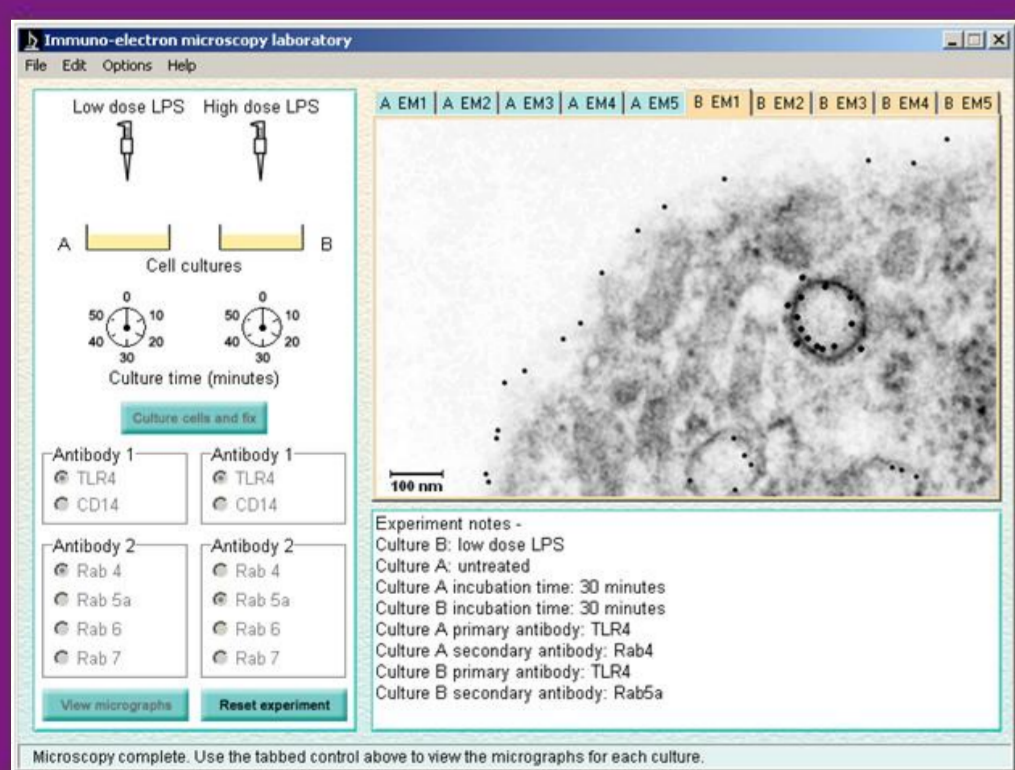 Immuno-electron microscopy laboratory
File Edit Options Help
Low dose LPS High dose LPS
A B
Cell cultures
0 0
50 10 50 10
40 20 40 20
30 30
Culture time (minutes)
Culture cells and fix
Antibody 1 Antibody 1
TLR4 TLR4
CD14 CD14
Antibody 2 Antibody 2
Rab 4 Rab 4
Rab 5a Rab 5a
Rab 6 Rab 6
Rab 7 Rab 7
View micrographs Reset experiment
A EM1 A EM2 A EM3 A EM4 A EM5 B EM1 B EM2 B EM3 B EM4 B EM5
100 nm
Experiment notes -
Culture B: low dose LPS
Culture A: untreated
Culture A incubation time: 30 minutes
Culture B incubation time: 30 minutes
Culture A primary antibody: TLR4
Culture A secondary antibody: Rab4
Culture B primary antibody: TLR4
Culture B secondary antibody: Rab5a
Microscopy complete. Use the tabbed control above to view the micrographs for each culture.